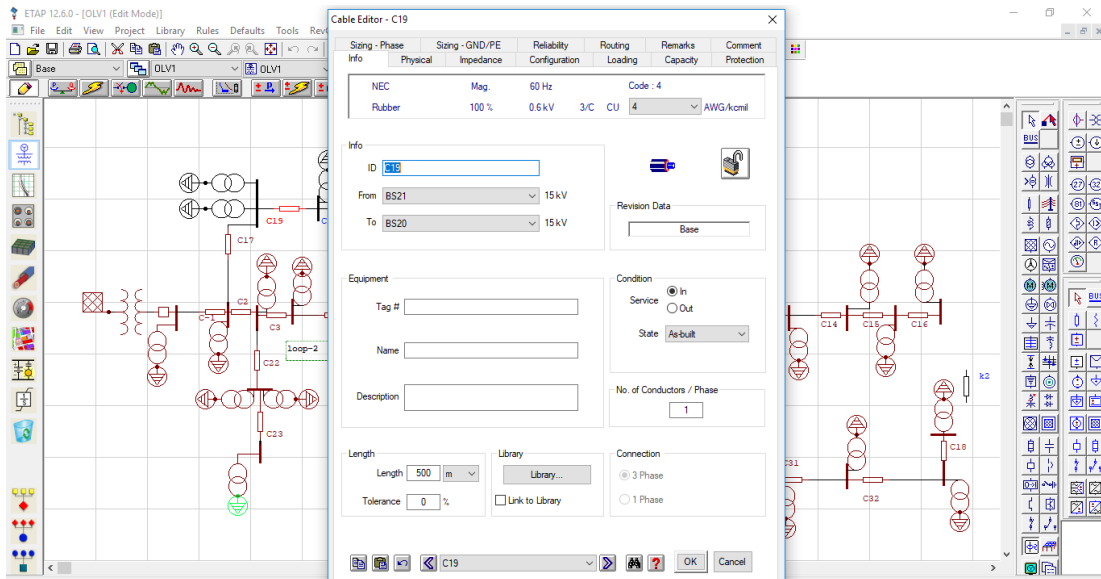 ETAP 12.6.0 - [OLV1 (Edit Mode)]
File Edit View Project Library Rules Defaults Tools
Base
OLV1
OLV1
Cable Editor - C19
Sizing - Phase Sizing - GND/PE Reliability Routing Remarks Comment
Info Physical Impedance Configuration Loading Capacity Protection
NEC Mag. 60 Hz Code : 4
Rubber 100 % 0.6 kV 3/C CU 4 AWG/kcmil
Info
ID C19
From BS21 15 kV
To BS20 15 kV
Revision Data
Base
Equipment
Tag #
Name
Description
Condition
Service In
Out
State As-built
No. of Conductors / Phase
1
Length
Length 500 m
Tolerance 0 %
Library
Library...
Link to Library
Connection
3 Phase
1 Phase
C19
OK Cancel
C19
C17
C2
C-1
C3
loop-2
C22
C23
C14 C15 C16
k2
C18
C31
C32
BUS
BUS